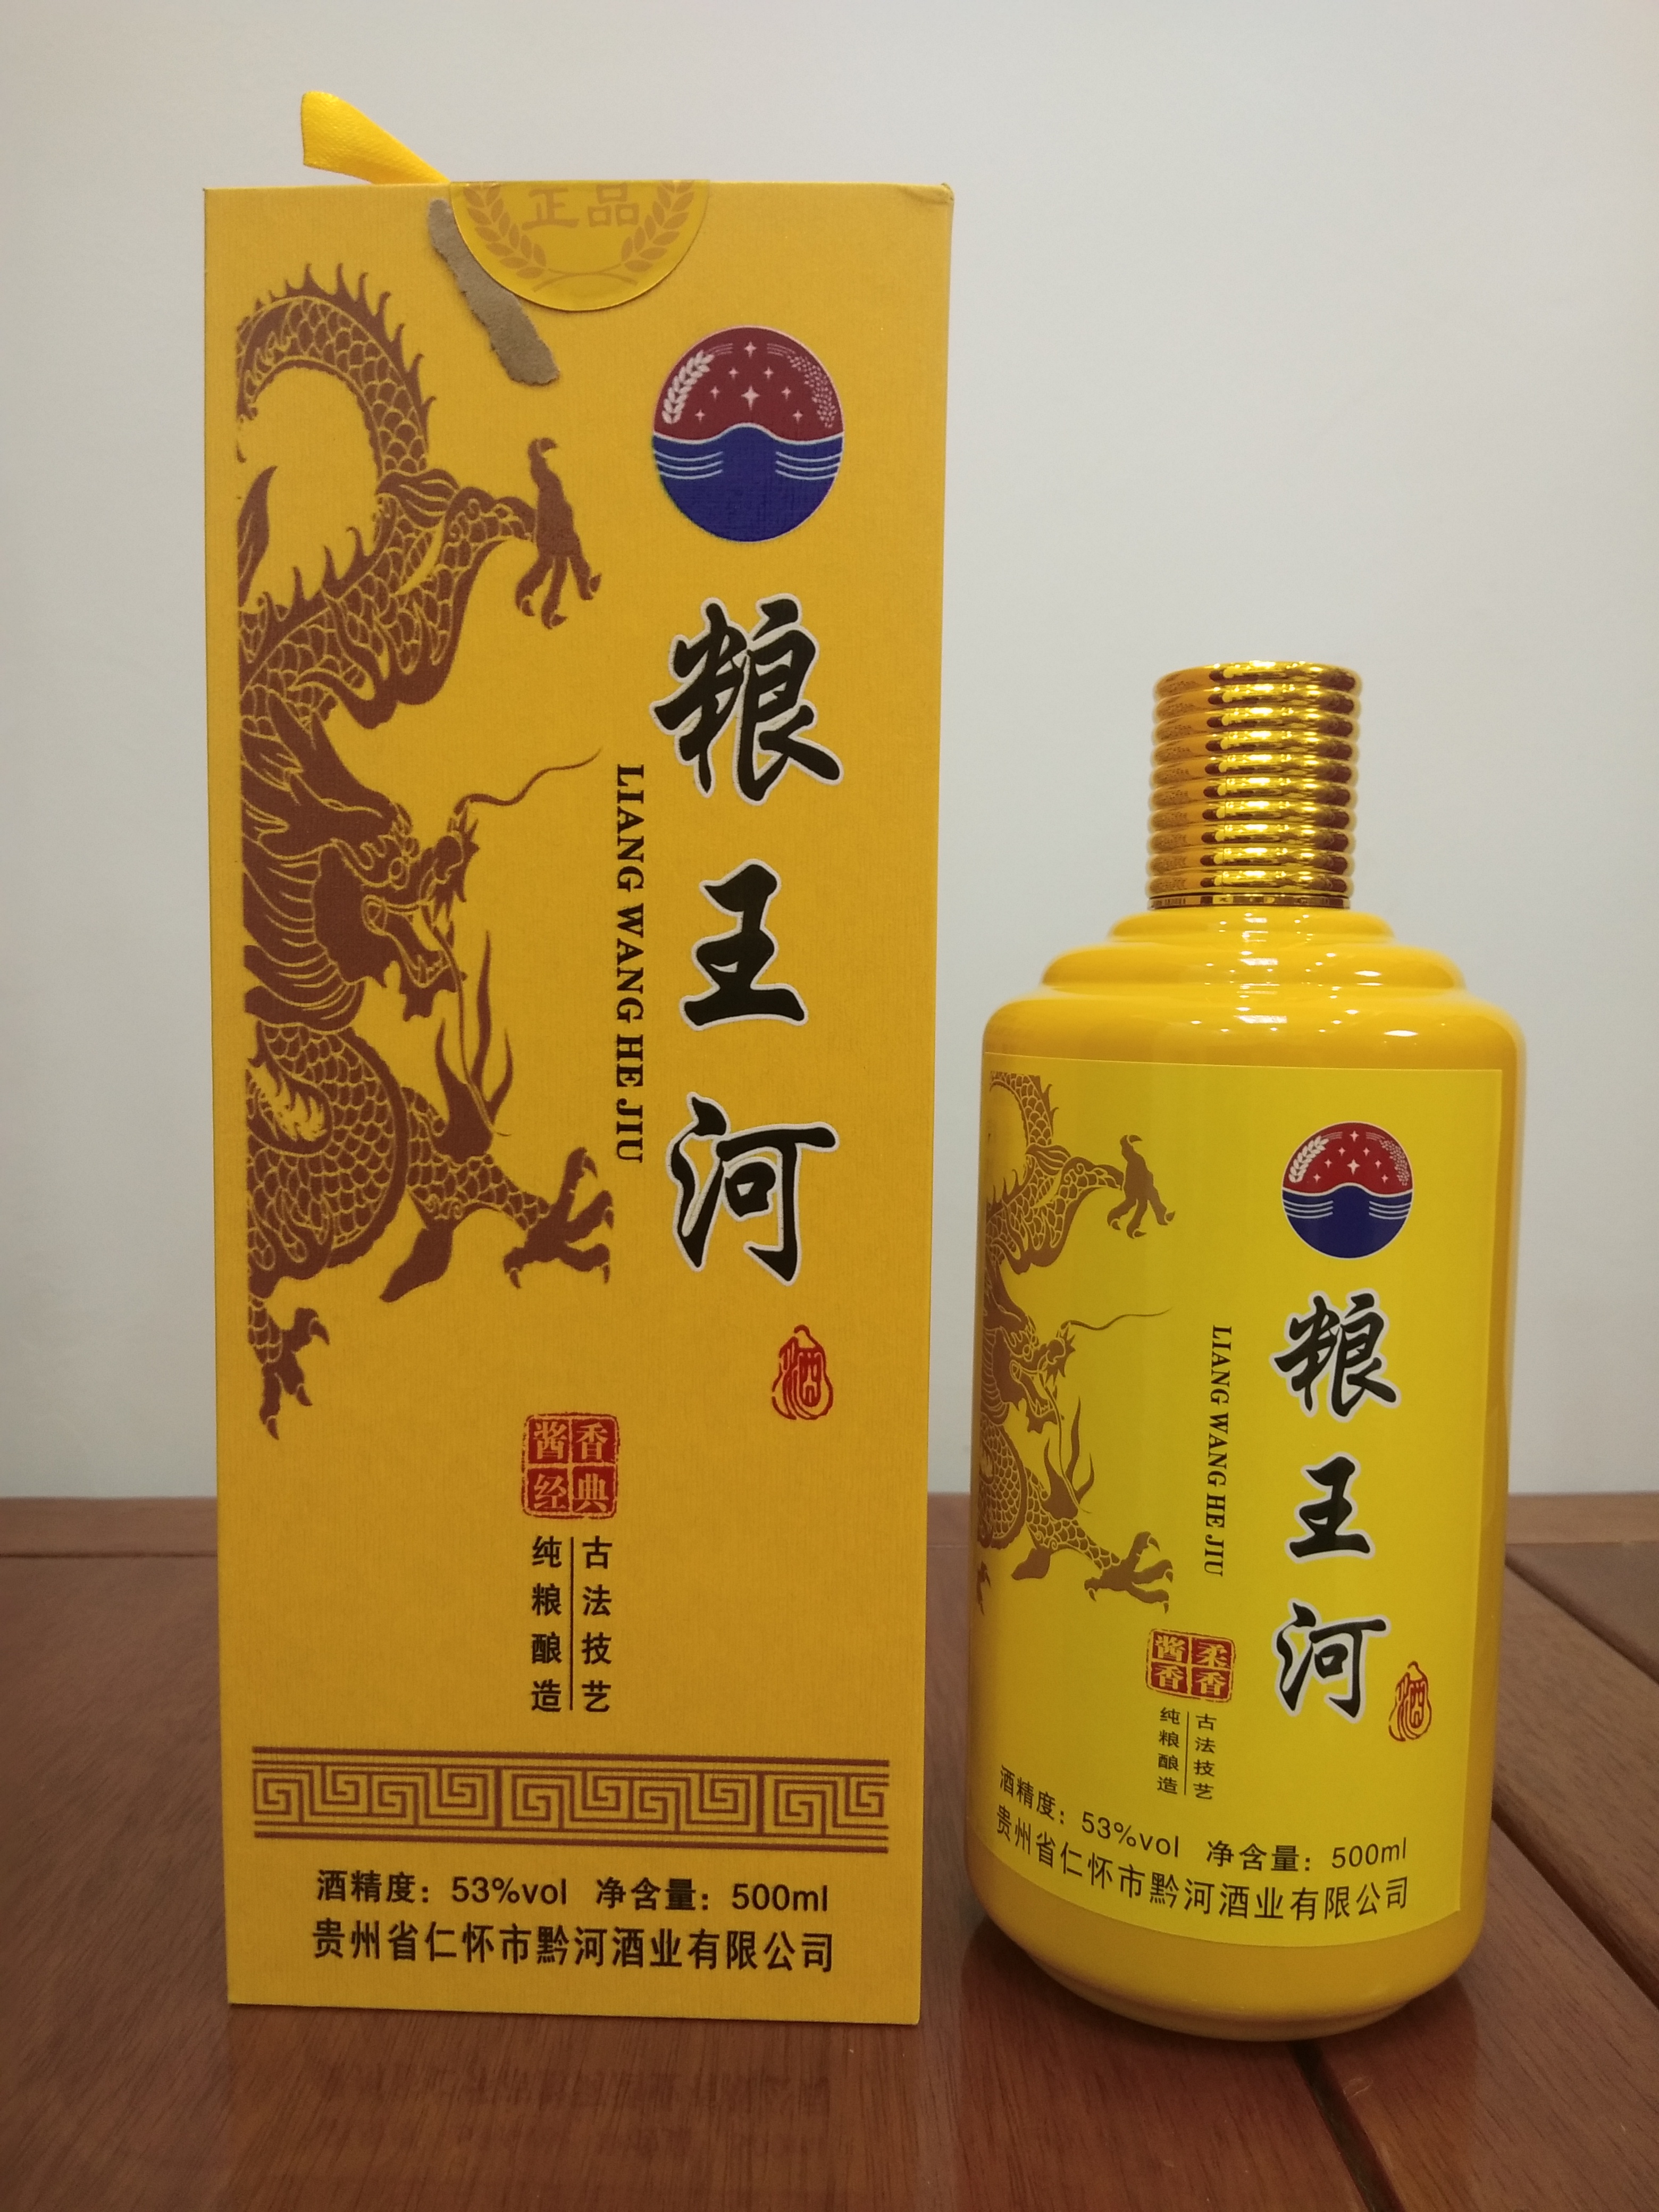 正品
粮王河
LIANG WANG HE JIU
酒
酱香
经典
古法技艺
纯粮酿造
酒精度：53%vol 净含量：500ml
贵州省仁怀市黔河酒业有限公司
粮王河
LIANG WANG HE JIU
酒
酱柔
香香
古法技艺
纯粮酿造
酒精度：53%vol 净含量：500ml
贵州省仁怀市黔河酒业有限公司